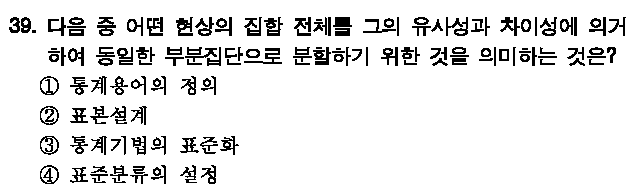 39. 다음 중 어떤 현상의 집합 전체를 그의 유사성과 차이성에 의거
하여 동일한 부분집단으로 분할하기 위한 것을 의미하는 것은?
① 통계용어의 정의
② 표본설계
③ 통계기법의 표준화
④ 표준분류의 설정